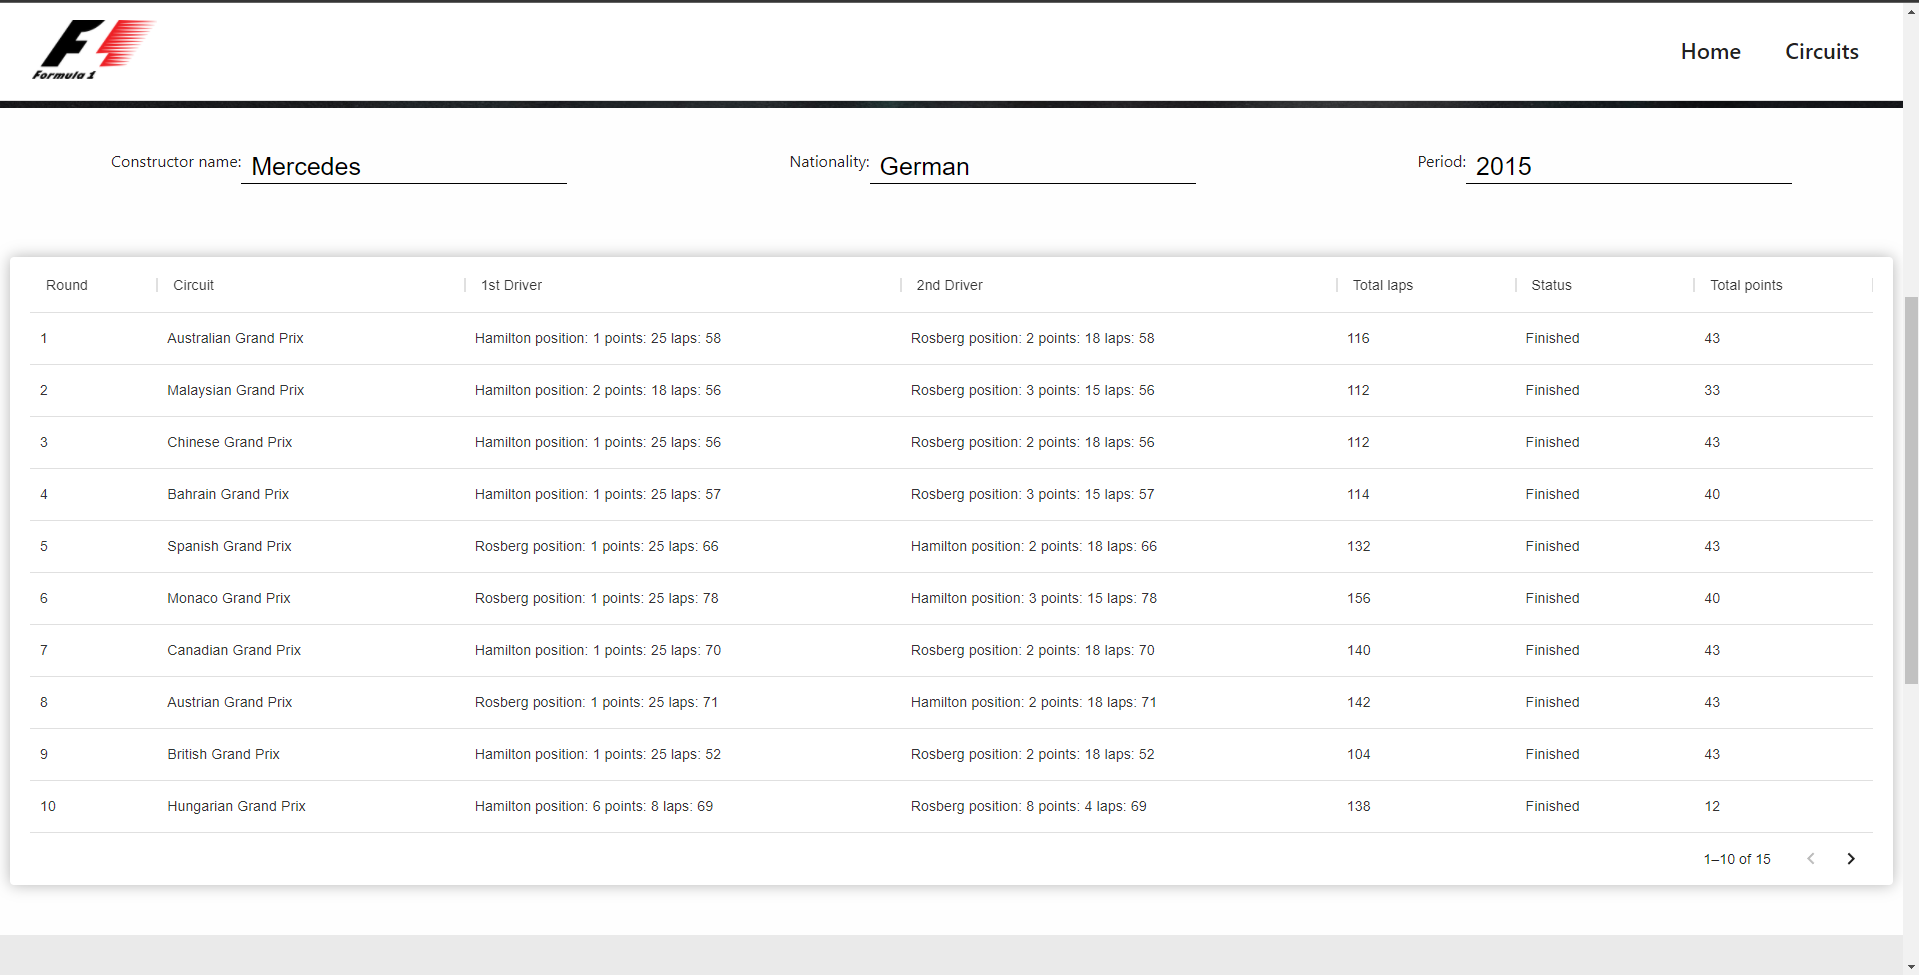 Formula 1
Home Circuits
Constructor name: Mercedes Nationality: German Period: 2015
Round Circuit 1st Driver 2nd Driver Total laps Status Total points
1 Australian Grand Prix Hamilton position: 1 points: 25 laps: 58 Rosberg position: 2 points: 18 laps: 58 116 Finished 43
2 Malaysian Grand Prix Hamilton position: 2 points: 18 laps: 56 Rosberg position: 3 points: 15 laps: 56 112 Finished 33
3 Chinese Grand Prix Hamilton position: 1 points: 25 laps: 56 Rosberg position: 2 points: 18 laps: 56 112 Finished 43
4 Bahrain Grand Prix Hamilton position: 1 points: 25 laps: 57 Rosberg position: 3 points: 15 laps: 57 114 Finished 40
5 Spanish Grand Prix Rosberg position: 1 points: 25 laps: 66 Hamilton position: 2 points: 18 laps: 66 132 Finished 43
6 Monaco Grand Prix Rosberg position: 1 points: 25 laps: 78 Hamilton position: 3 points: 15 laps: 78 156 Finished 40
7 Canadian Grand Prix Hamilton position: 1 points: 25 laps: 70 Rosberg position: 2 points: 18 laps: 70 140 Finished 43
8 Austrian Grand Prix Rosberg position: 1 points: 25 laps: 71 Hamilton position: 2 points: 18 laps: 71 142 Finished 43
9 British Grand Prix Hamilton position: 1 points: 25 laps: 52 Rosberg position: 2 points: 18 laps: 52 104 Finished 43
10 Hungarian Grand Prix Hamilton position: 6 points: 8 laps: 69 Rosberg position: 8 points: 4 laps: 69 138 Finished 12
1–10 of 15